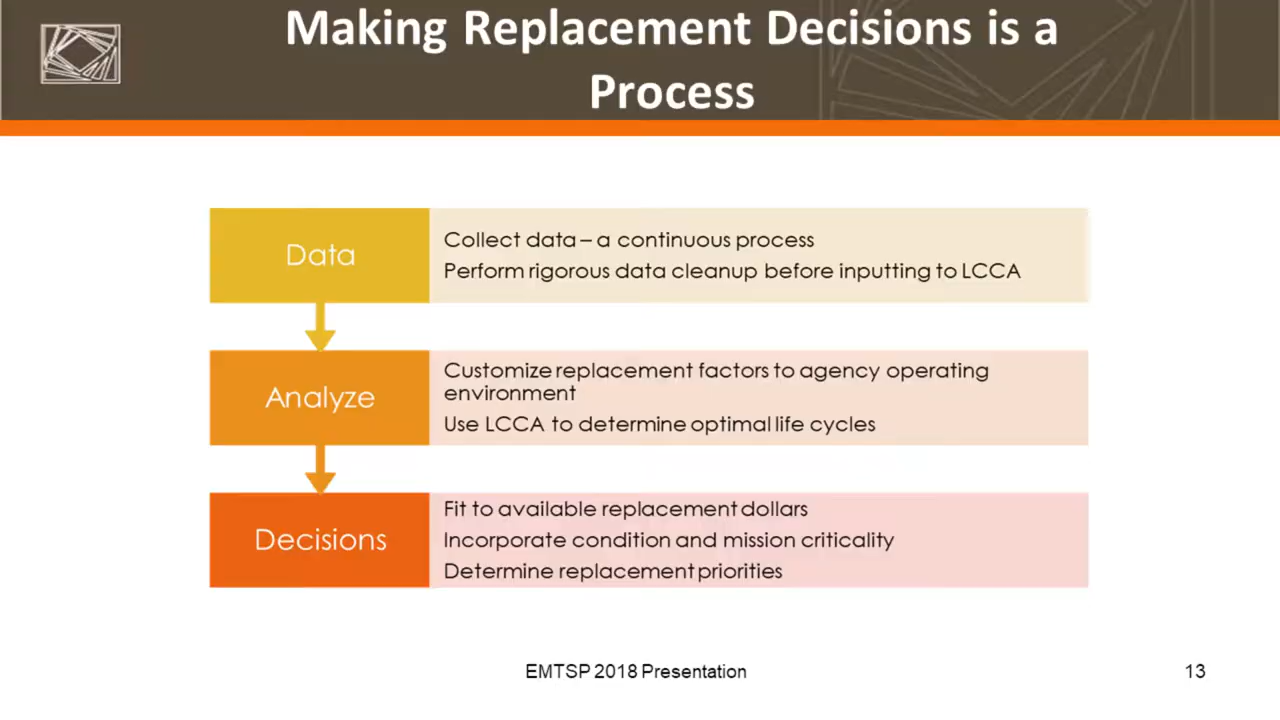 Making Replacement Decisions is a
Process
Data
Collect data – a continuous process
Perform rigorous data cleanup before inputting to LCCA
Analyze
Customize replacement factors to agency operating
environment
Use LCCA to determine optimal life cycles
Decisions
Fit to available replacement dollars
Incorporate condition and mission criticality
Determine replacement priorities
EMTSP 2018 Presentation
13